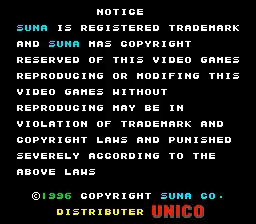 NOTICE
SUNA IS REGISTERED TRADEMARK
AND SUNA MAS COPYRIGHT
RESERVED OF THIS VIDEO GAMES
REPRODUCING OR MODIFING THIS
VIDEO GAMES WITHOUT
REPRODUCING MAY BE IN
VIOLATION OF TRADEMARK AND
COPYRIGHT LAWS AND PUNISHED
SEVERELY ACCORDING TO THE
ABOVE LAWS
©1996 COPYRIGHT SUNA CO.
DISTRIBUTER UNICO